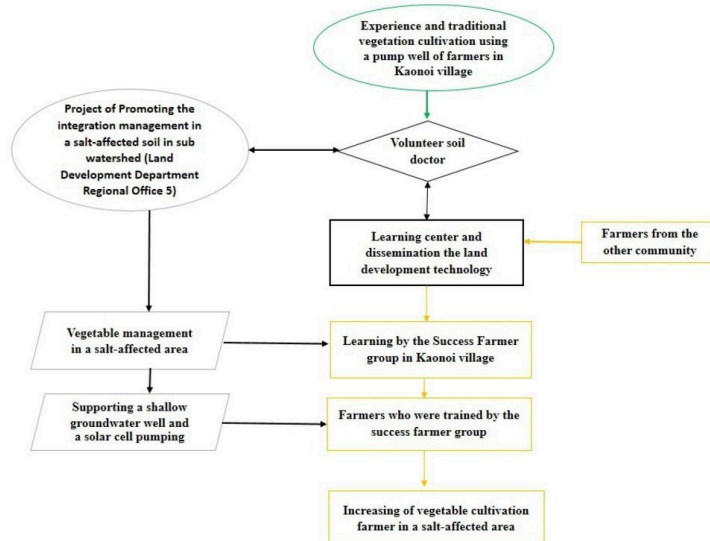 Experience and traditional
vegetation cultivation using
a pump well of farmers in
Kaonoi village
Project of Promoting the
integration management in
a salt-affected soil in sub
watershed (Land
Development Department
Regional Office 5)
Volunteer soil
doctor
Learning center and
dissemination the land
development technology
Farmers from the
other community
Vegetable management
in a salt-affected area
Learning by the Success Farmer
group in Kaonoi village
Supporting a shallow
groundwater well and
a solar cell pumping
Farmers who were trained by the
success farmer group
Increasing of vegetable cultivation
farmer in a salt-affected area